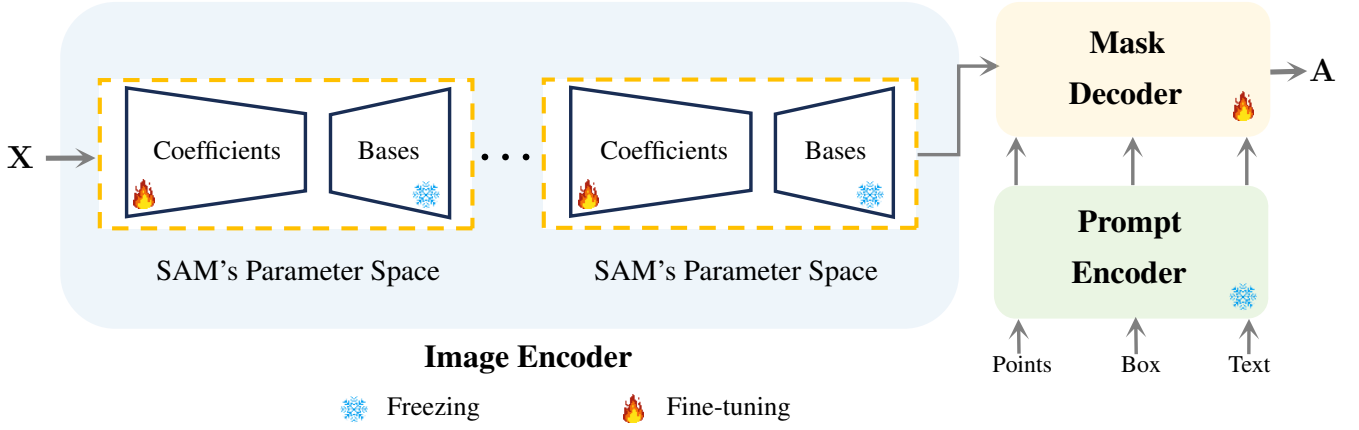 X
Coefficients
Bases
SAM's Parameter Space
...
Coefficients
Bases
SAM's Parameter Space
Image Encoder
Mask
Decoder
A
Prompt
Encoder
Points
Box
Text
Freezing
Fine-tuning